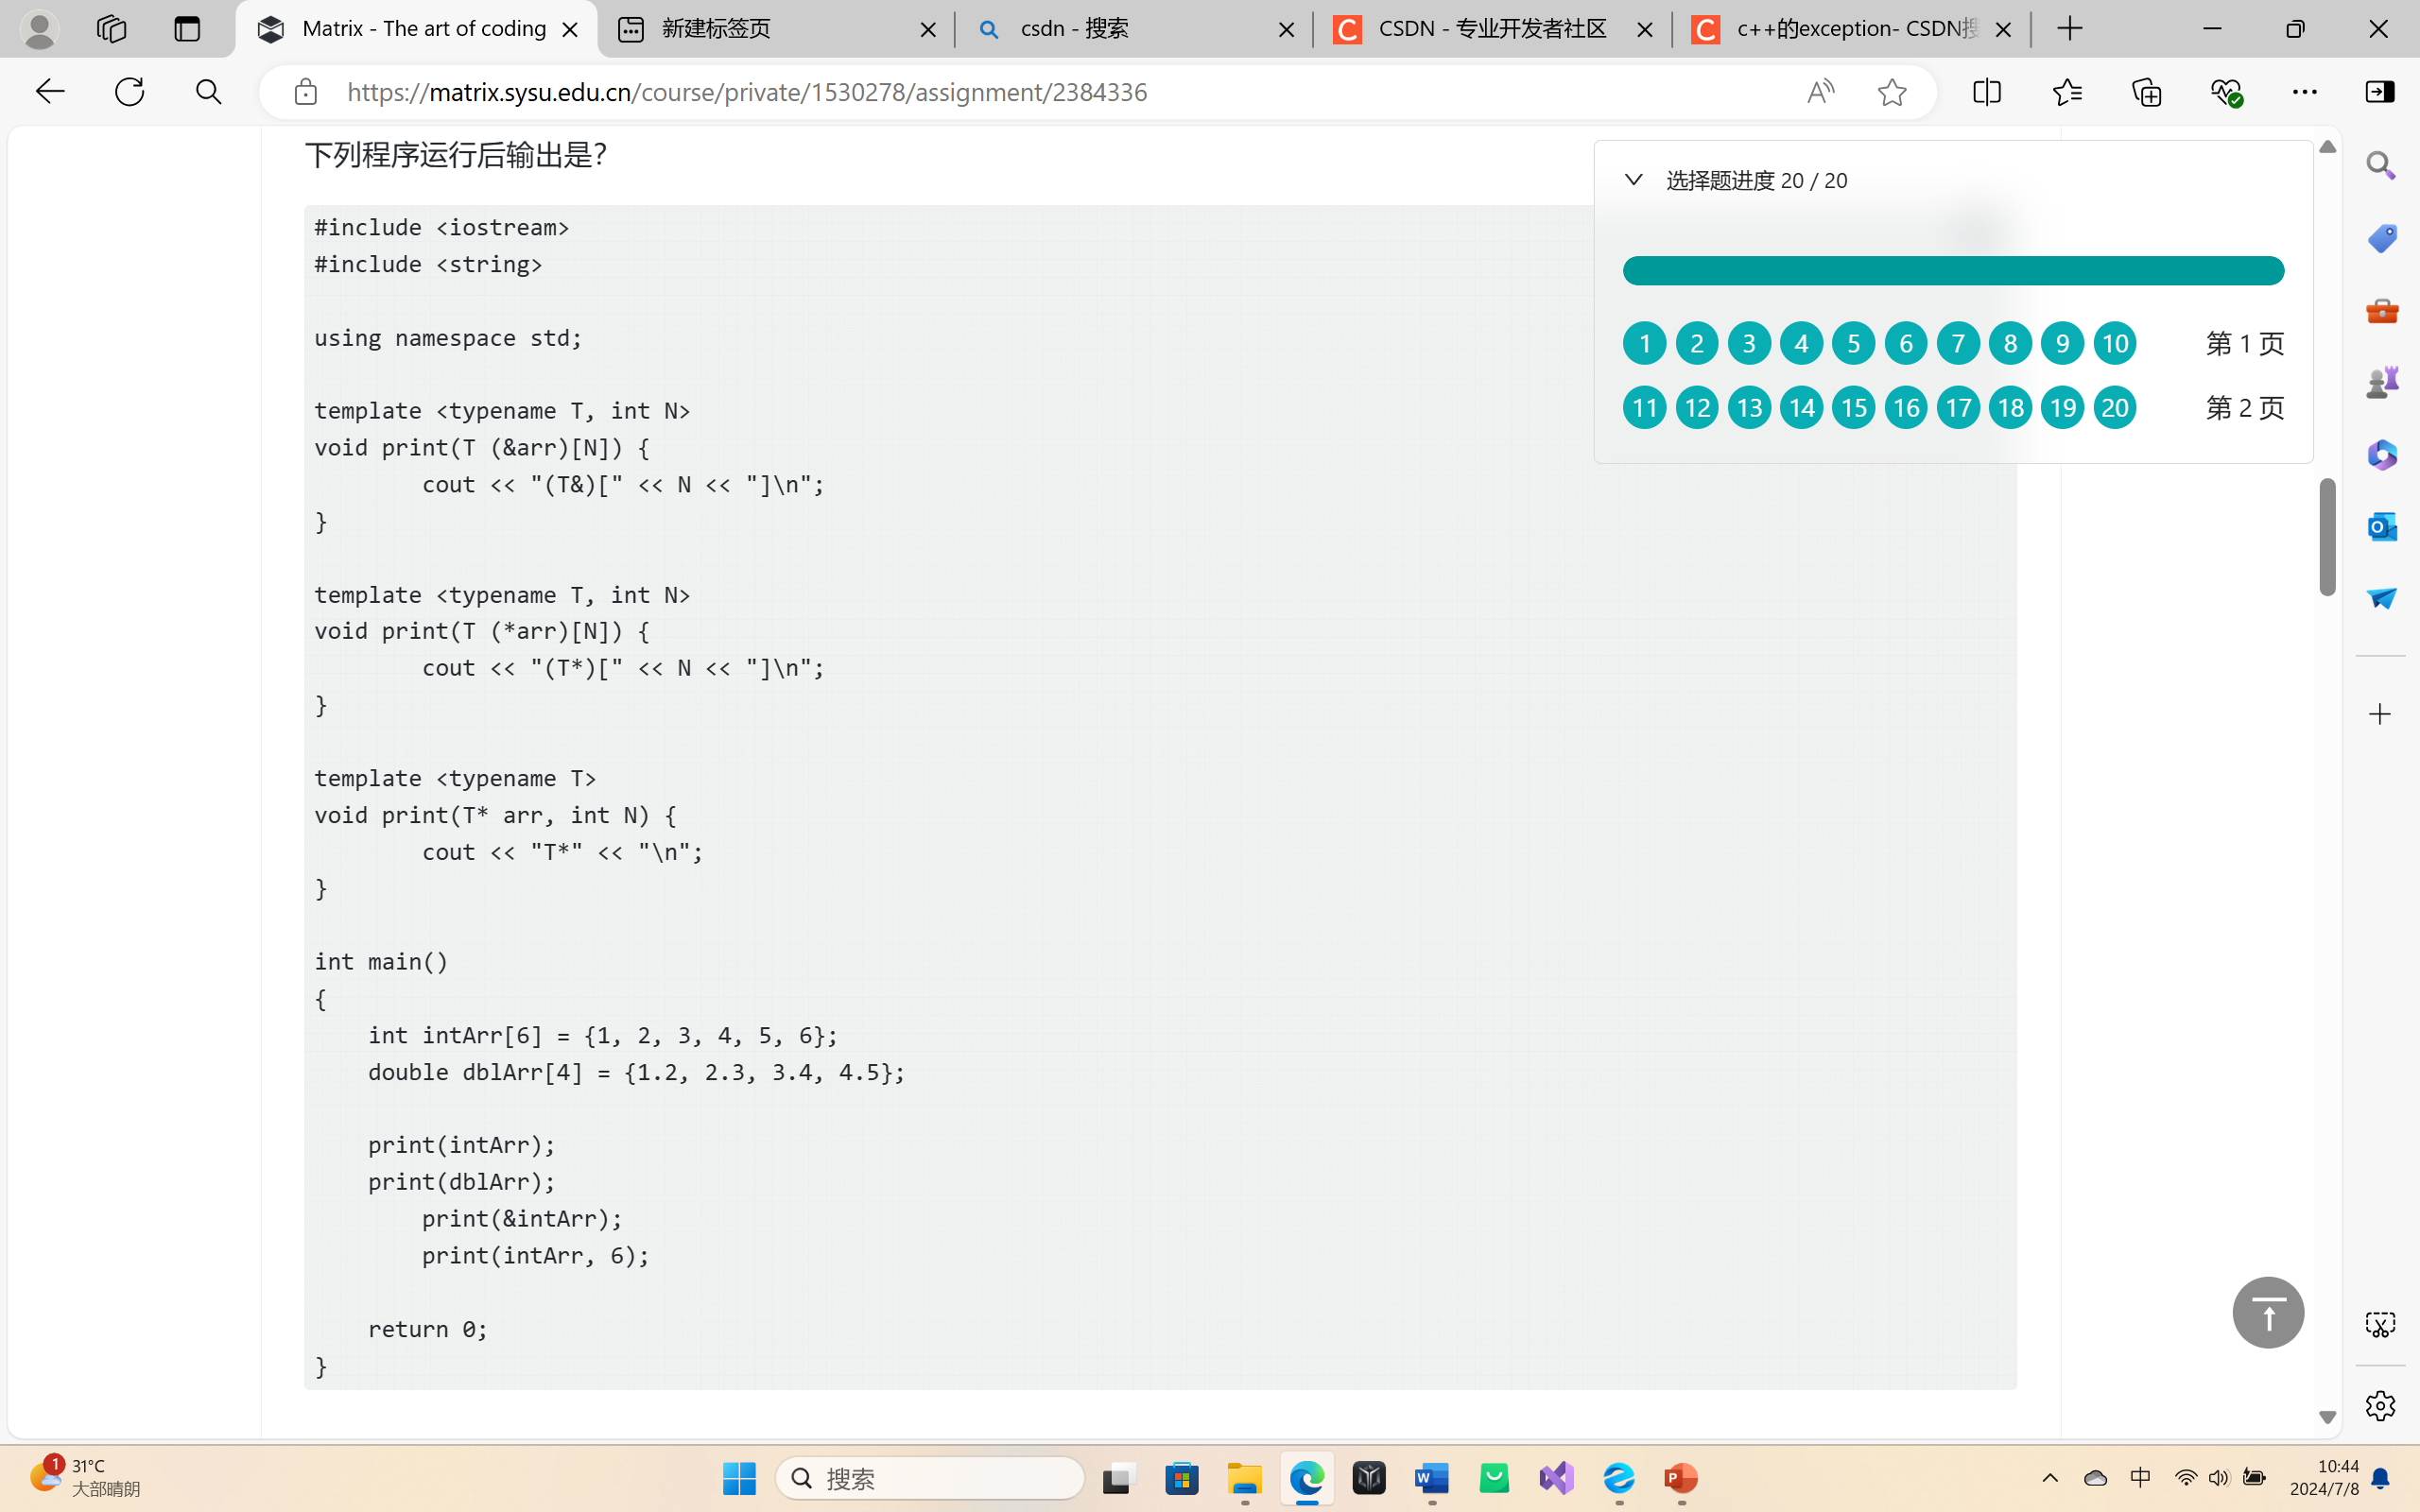 Matrix - The art of coding
新建标签页
csdn - 搜索
CSDN - 专业开发者社区
c++的exception- CSDN搜
https://matrix.sysu.edu.cn/course/private/1530278/assignment/2384336
下列程序运行后输出是?
选择题进度 20 / 20
1 2 3 4 5 6 7 8 9 10 第 1 页
11 12 13 14 15 16 17 18 19 20 第 2 页
#include <iostream>
#include <string>
using namespace std;
template <typename T, int N>
void print(T (&arr)[N]) {
cout << "(T&)[" << N << "]\n";
}
template <typename T, int N>
void print(T (*arr)[N]) {
cout << "(T*)[" << N << "]\n";
}
template <typename T>
void print(T* arr, int N) {
cout << "T*" << "\n";
}
int main()
{
int intArr[6] = {1, 2, 3, 4, 5, 6};
double dblArr[4] = {1.2, 2.3, 3.4, 4.5};
print(intArr);
print(dblArr);
print(&intArr);
print(intArr, 6);
return 0;
}
1
31°C
大部晴朗
搜索
中
10:44
2024/7/8